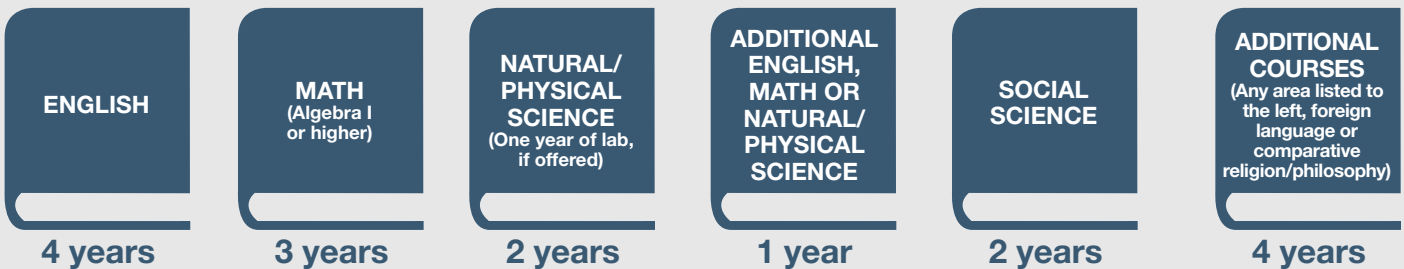 ENGLISH
4 years
MATH
(Algebra I
or higher)
3 years
NATURAL/
PHYSICAL
SCIENCE
(One year of lab,
if offered)
2 years
ADDITIONAL
ENGLISH,
MATH OR
NATURAL/
PHYSICAL
SCIENCE
1 year
SOCIAL
SCIENCE
2 years
ADDITIONAL
COURSES
(Any area listed to
the left, foreign
language or
comparative
religion/philosophy)
4 years